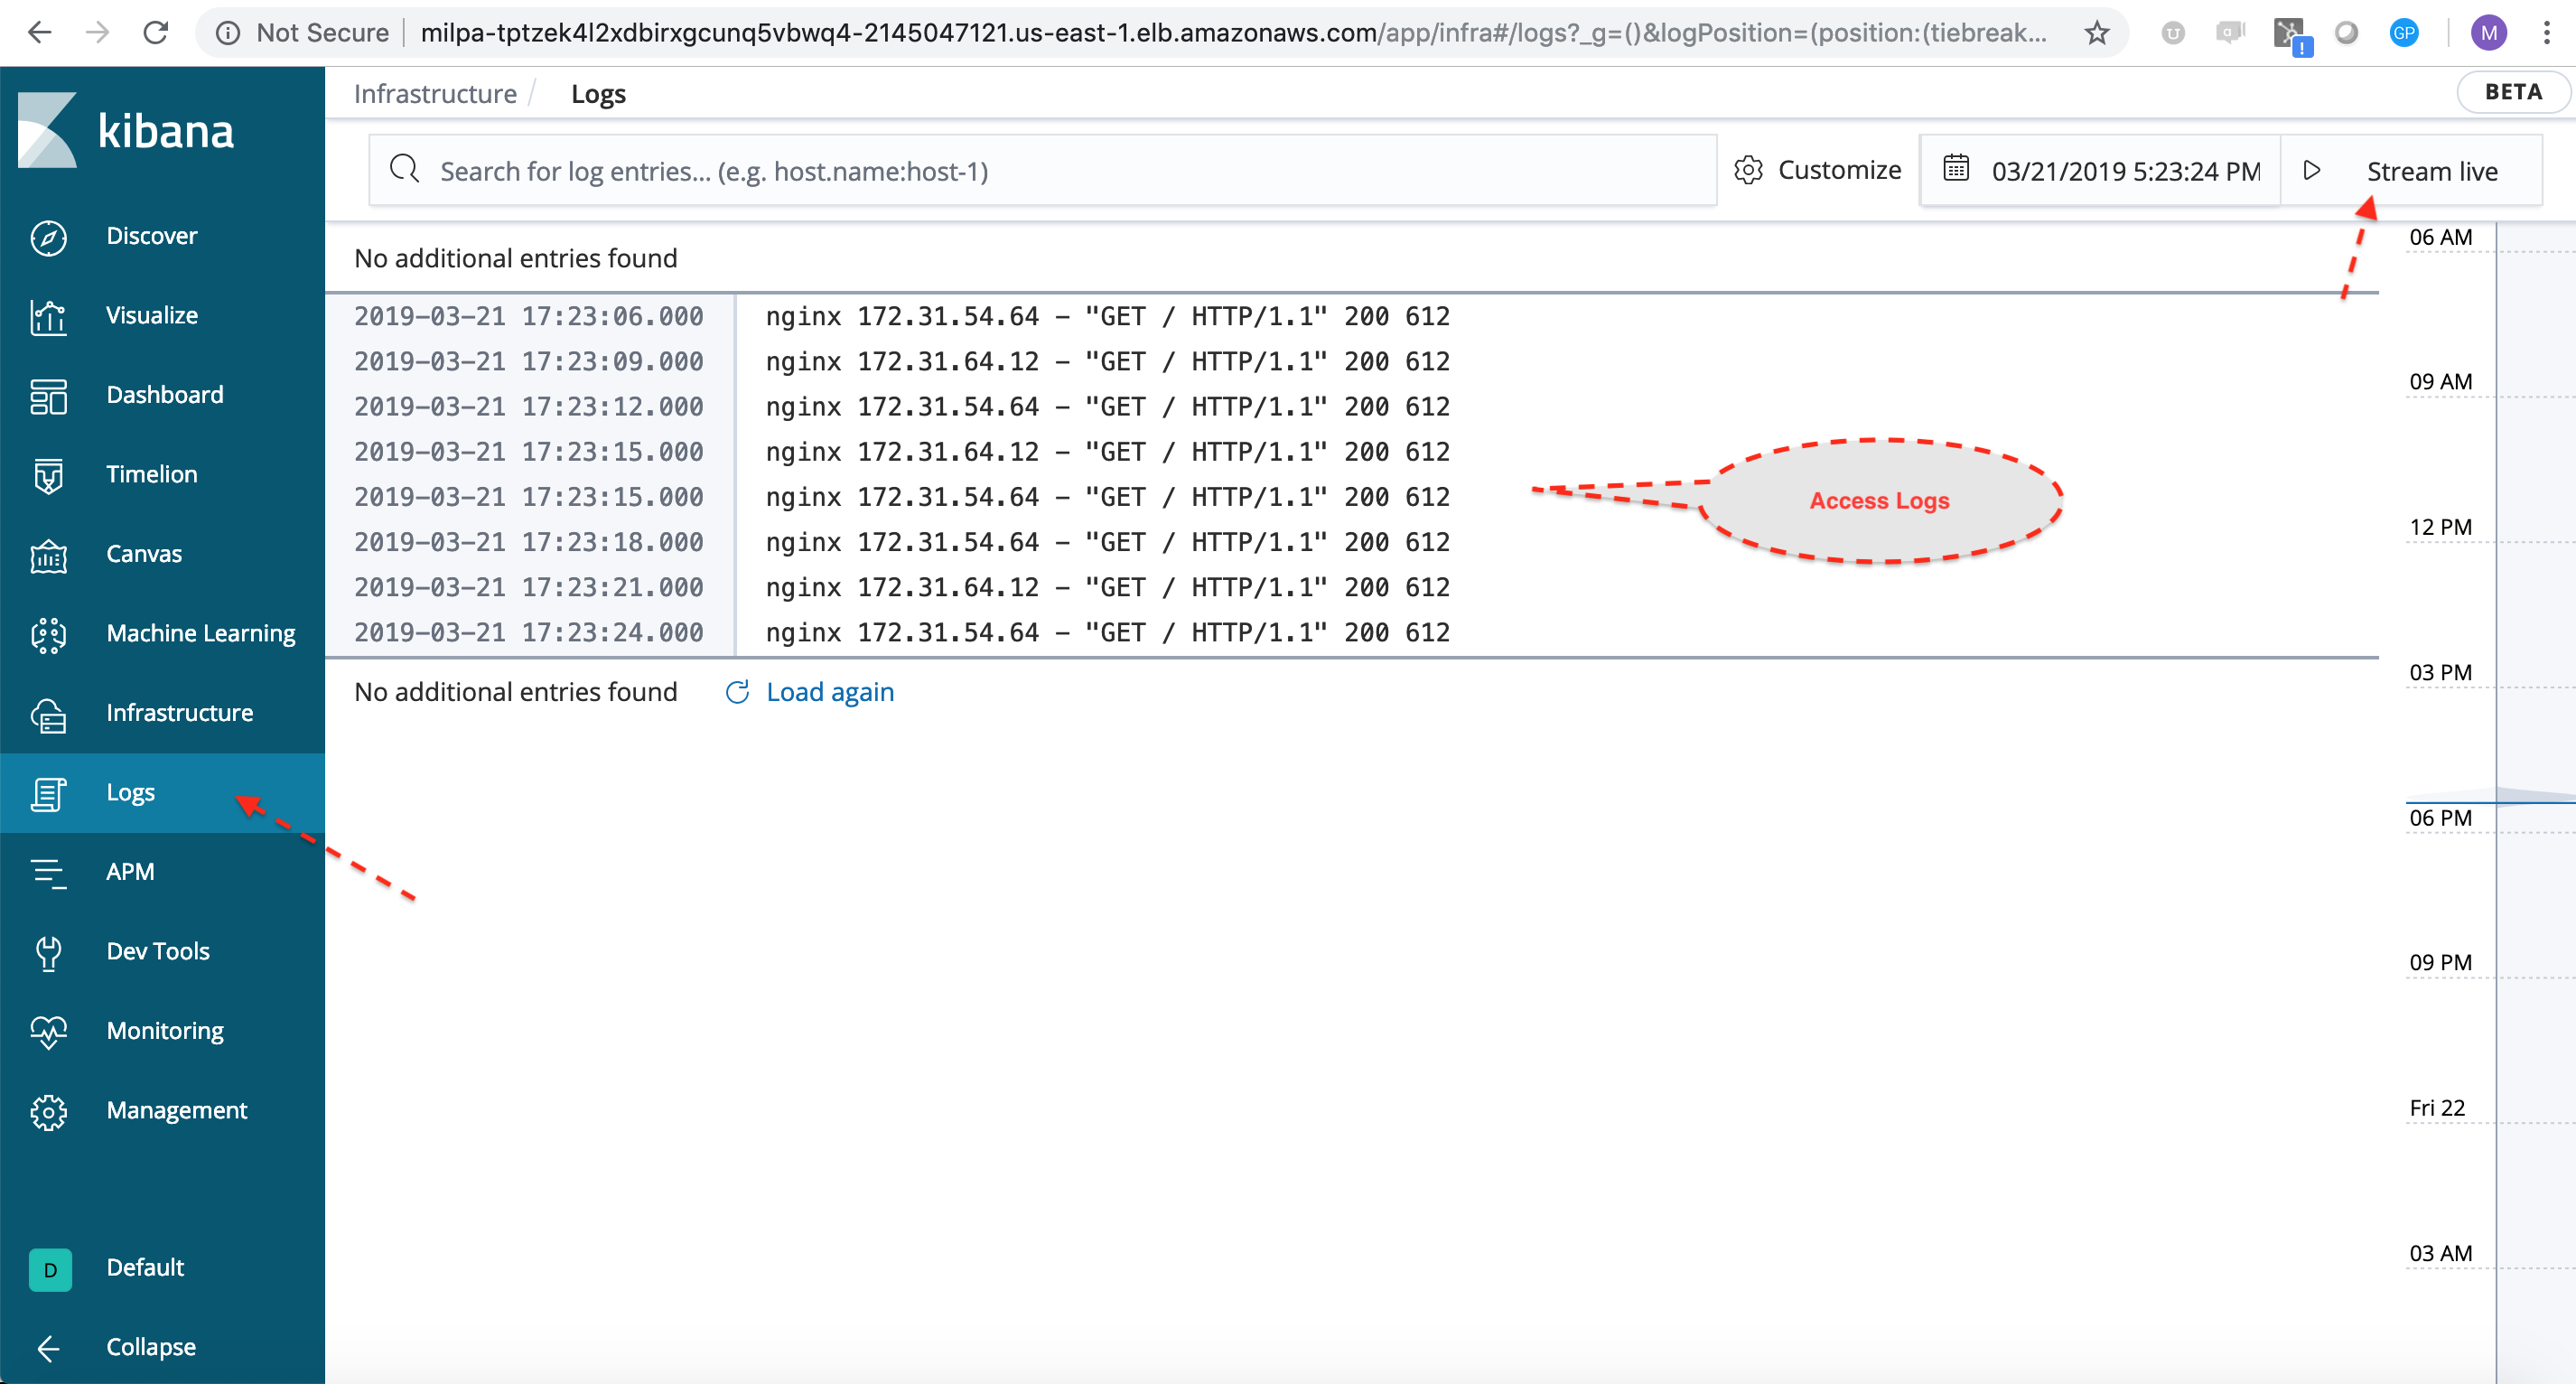 Not Secure milpa-tptzek4l2xdbirxgcunq5vbwq4-2145047121.us-east-1.elb.amazonaws.com/app/infra#/logs?_g=()&logPosition=(position:(tiebreak...
GP
M
kibana
Infrastructure / Logs
BETA
Search for log entries... (e.g. host.name:host-1)
Customize
03/21/2019 5:23:24 PM
Stream live
Discover
Visualize
Dashboard
Timelion
Canvas
Machine Learning
Infrastructure
Logs
APM
Dev Tools
Monitoring
Management
D Default
Collapse
No additional entries found
2019-03-21 17:23:06.000 nginx 172.31.54.64 - "GET / HTTP/1.1" 200 612
2019-03-21 17:23:09.000 nginx 172.31.64.12 - "GET / HTTP/1.1" 200 612
2019-03-21 17:23:12.000 nginx 172.31.54.64 - "GET / HTTP/1.1" 200 612
2019-03-21 17:23:15.000 nginx 172.31.64.12 - "GET / HTTP/1.1" 200 612
2019-03-21 17:23:15.000 nginx 172.31.54.64 - "GET / HTTP/1.1" 200 612
2019-03-21 17:23:18.000 nginx 172.31.54.64 - "GET / HTTP/1.1" 200 612
2019-03-21 17:23:21.000 nginx 172.31.64.12 - "GET / HTTP/1.1" 200 612
2019-03-21 17:23:24.000 nginx 172.31.54.64 - "GET / HTTP/1.1" 200 612
No additional entries found Load again
Access Logs
06 AM
09 AM
12 PM
03 PM
06 PM
09 PM
Fri 22
03 AM